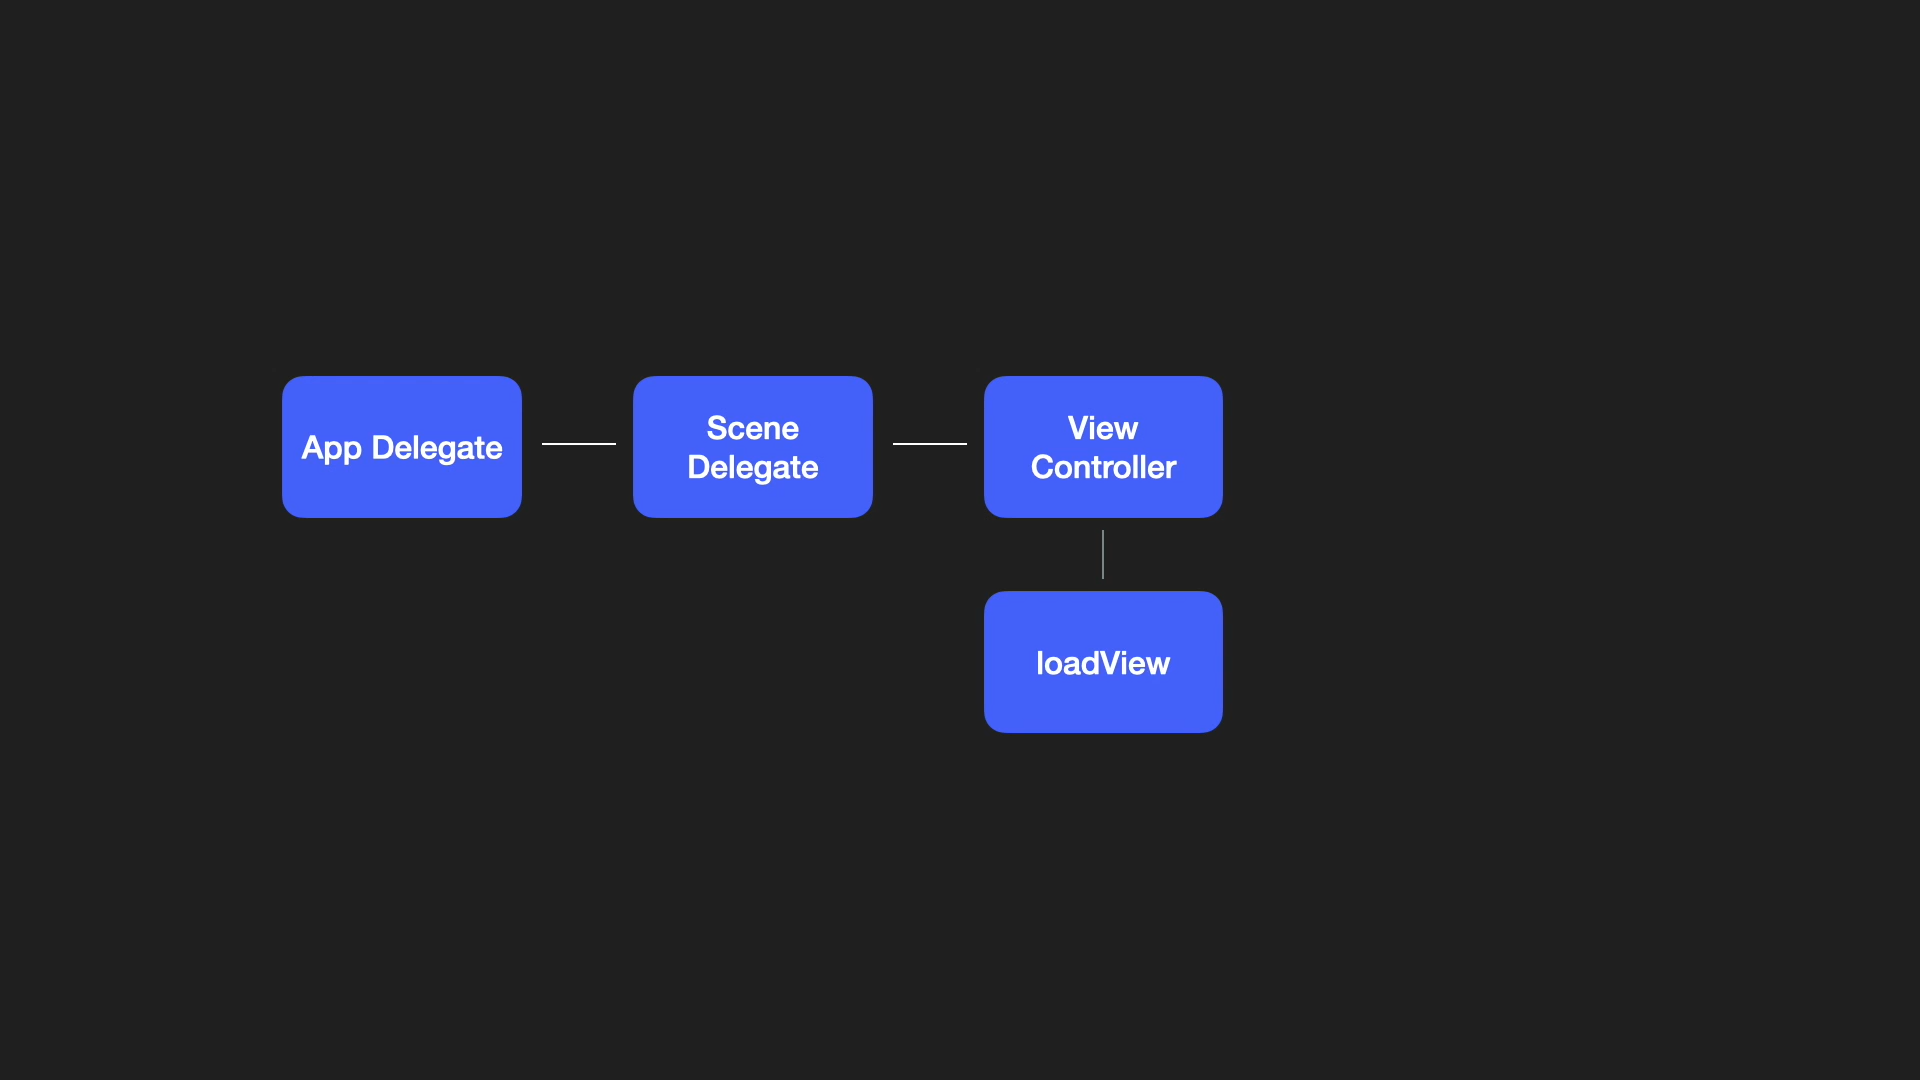 App Delegate
Scene
Delegate
View
Controller
loadView